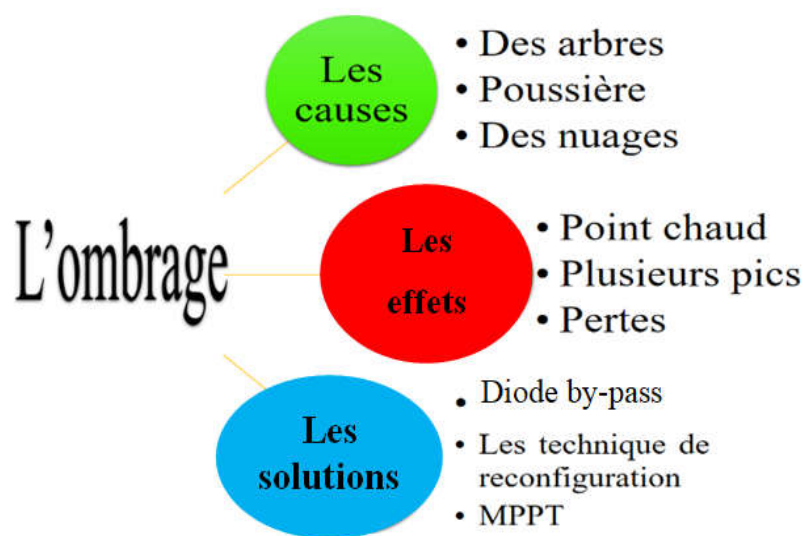 L'ombrage
Les
causes
• Des arbres
• Poussière
• Des nuages
Les
effets
• Point chaud
• Plusieurs pics
• Pertes
Les
solutions
• Diode by-pass
• Les technique de
reconfiguration
• MPPT